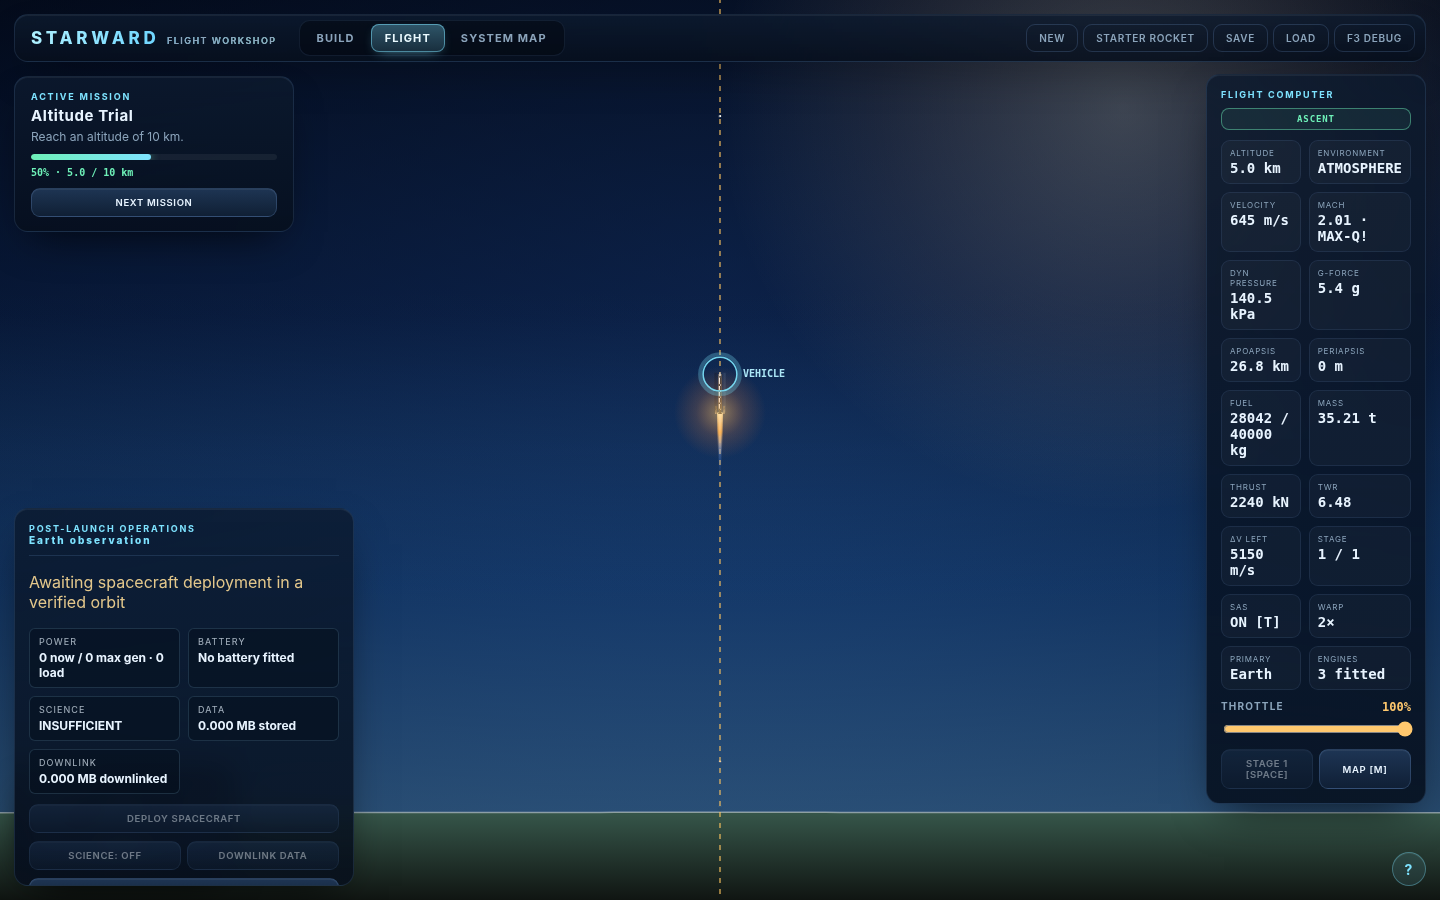 STARWARD FLIGHT WORKSHOP
BUILD FLIGHT SYSTEM MAP
NEW STARTER ROCKET SAVE LOAD F3 DEBUG
ACTIVE MISSION
Altitude Trial
Reach an altitude of 10 km.
50% · 5.0 / 10 km
NEXT MISSION
VEHICLE
POST-LAUNCH OPERATIONS
Earth observation
Awaiting spacecraft deployment in a
verified orbit
POWER
0 now / 0 max gen · 0
load
BATTERY
No battery fitted
SCIENCE
INSUFFICIENT
DATA
0.000 MB stored
DOWNLINK
0.000 MB downlinked
DEPLOY SPACECRAFT
SCIENCE: OFF
DOWNLINK DATA
FLIGHT COMPUTER
ASCENT
ALTITUDE
5.0 km
ENVIRONMENT
ATMOSPHERE
VELOCITY
645 m/s
MACH
2.01 ·
MAX-Q!
DYN
PRESSURE
140.5
kPa
G-FORCE
5.4 g
APOAPSIS
26.8 km
PERIAPSIS
0 m
FUEL
28042 /
40000
kg
MASS
35.21 t
THRUST
2240 kN
TWR
6.48
ΔV LEFT
5150
m/s
STAGE
1 / 1
SAS
ON [T]
WARP
2×
PRIMARY
Earth
ENGINES
3 fitted
THROTTLE 100%
STAGE 1
[SPACE]
MAP [M]
?